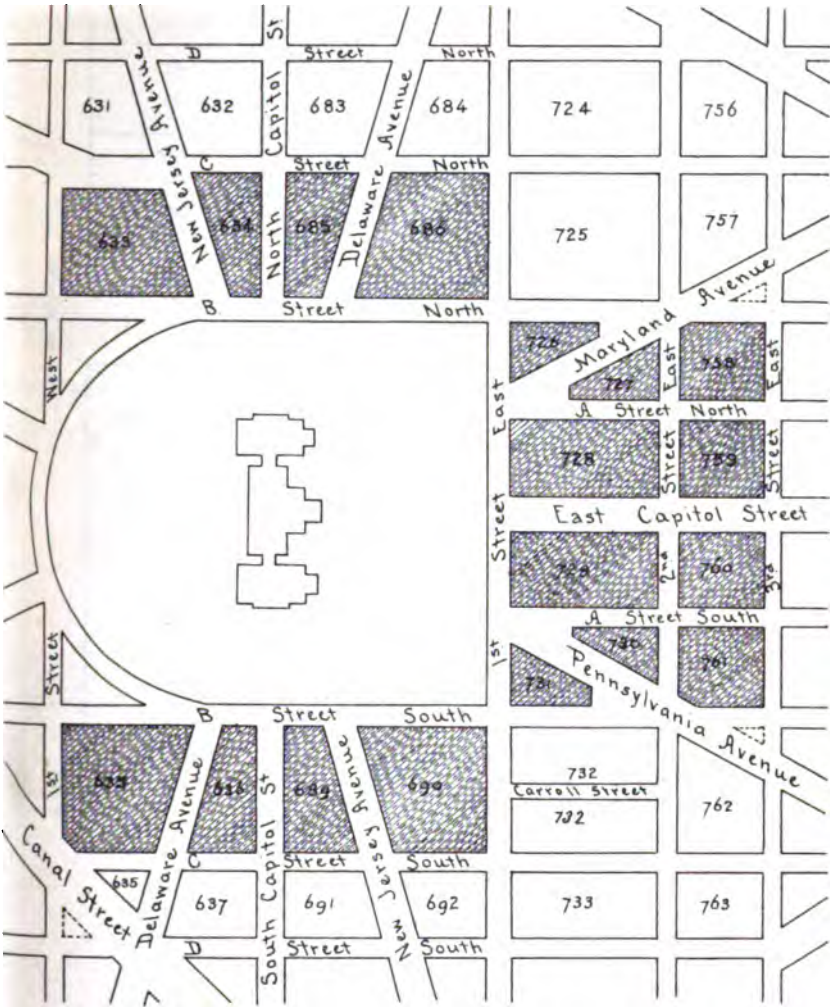 D Street North
631
632
683
684
724
756
New Jersey Avenue
North Capitol St
Delaware Avenue
C Street North
633
634
685
686
725
757
B Street North
Maryland Avenue
726
727
758
A Street North
728
759
East Capitol Street
729
760
A Street South
730
731
761
Pennsylvania Avenue
1st Street West
1st Street East
2nd Street East
3rd Street East
B Street South
636
689
690
732
Carroll Street
732
762
Canal Street
Delaware Avenue
South Capitol St
New Jersey Avenue
C Street South
635
637
691
692
733
763
D Street South